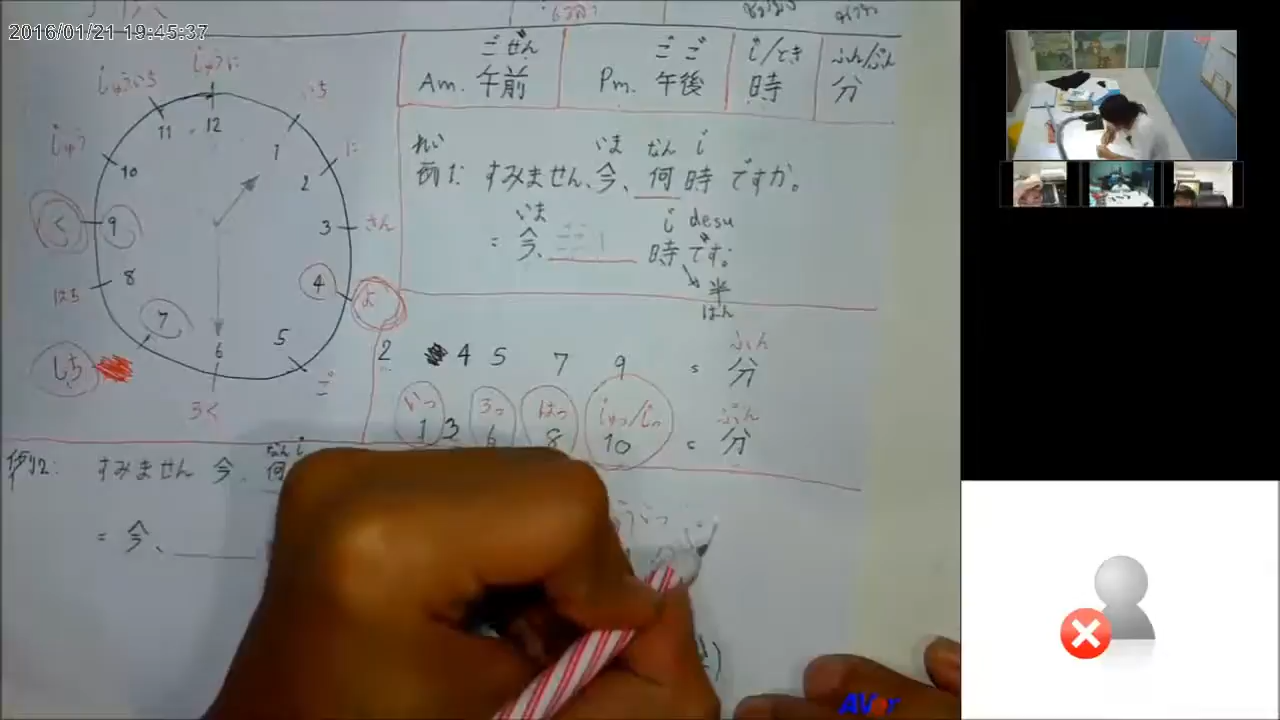 2016/01/21 19:45:37
ごぜん
Am. 午前
ごご
Pm. 午後
じ/とき
時
ふん/ぷん
分
じゅうに
12
じゅういち
11
いち
1
じゅう
10
に
2
く
9
3
さん
はち
8
4
よ
しち
7
6
5
ご
ろく
れい
いま なん じ
すみません、今、何時ですか。
いま じ desu
= 今、 時です。
半
はん
2 4 5 7 9 = 分
ふん
いっ ろっ はっ じゅっ/じっ ぷん
1 3 6 8 10 = 分
例2: すみません 今、何
なんじ
= 今、
AVer